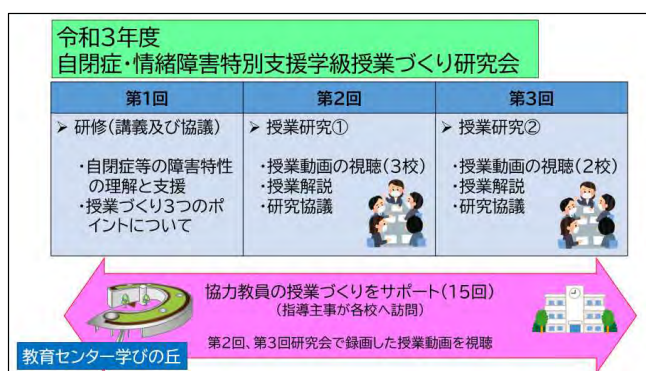 令和3年度
自閉症・情緒障害特別支援学級授業づくり研究会
第1回
第2回
第3回
➢ 研修(講義及び協議)
・自閉症等の障害特性
の理解と支援
・授業づくり3つのポ
イントについて
➢ 授業研究①
・授業動画の視聴(3校)
・授業解説
・研究協議
➢ 授業研究②
・授業動画の視聴(2校)
・授業解説
・研究協議
協力教員の授業づくりをサポート(15回)
(指導主事が各校へ訪問)
第2回、第3回研究会で録画した授業動画を視聴
教育センター学びの丘